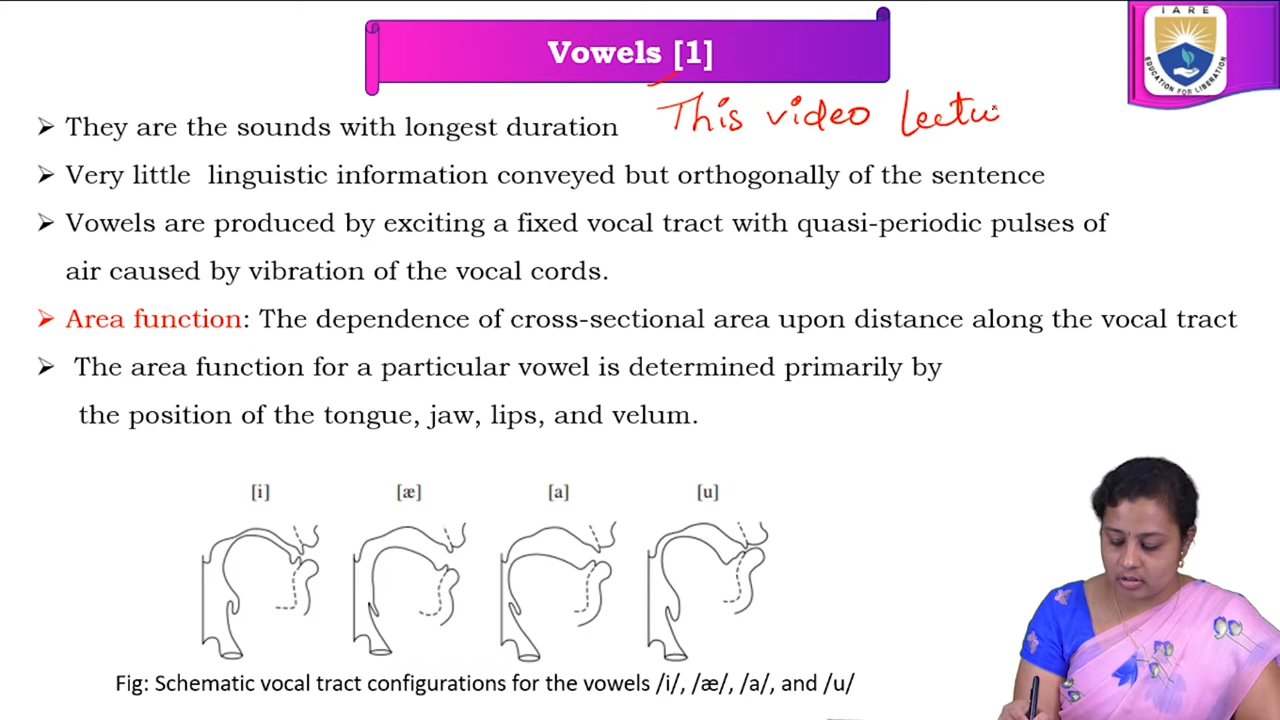 IARE
EDUCATION FOR LIBERATION
Vowels [1]
This video Lectu
➢ They are the sounds with longest duration
➢ Very little linguistic information conveyed but orthogonally of the sentence
➢ Vowels are produced by exciting a fixed vocal tract with quasi-periodic pulses of
air caused by vibration of the vocal cords.
➢ Area function: The dependence of cross-sectional area upon distance along the vocal tract
➢ The area function for a particular vowel is determined primarily by
the position of the tongue, jaw, lips, and velum.
[i] [æ] [a] [u]
Fig: Schematic vocal tract configurations for the vowels /i/, /æ/, /a/, and /u/